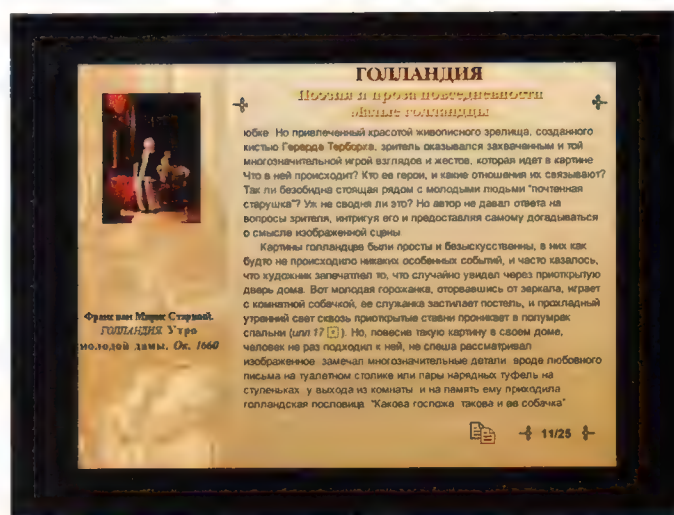 ГОЛЛАНДИЯ
Поэзия и проза повседневности
Малые голландцы
юбке Но привлеченный красотой живописного зрелища, созданного
кистью Герарда Терборха, зритель оказывался захваченным и той
многозначительной игрой взглядов и жестов, которая идет в картине
Что в ней происходит? Кто ее герои, и какие отношения их связывают?
Так ли безобидна стоящая рядом с молодыми людьми "почтенная
старушка"? Уж не сводня ли это? Но автор не давал ответа на
вопросы зрителя, интригуя его и предоставляя самому догадываться
о смысле изображенной сцены
Картины голландцев были просты и безыскусственны, в них как
будто не происходило никаких особенных событий, и часто казалось,
что художник запечатлел то, что случайно увидел через приоткрытую
дверь дома. Вот молодая горожанка, оторвавшись от зеркала, играет
с комнатной собачкой, ее служанка застилает постель, и прохладный
утренний свет сквозь приоткрытые ставни проникает в полумрак
спальни (илл 17). Но, повесив такую картину в своем доме,
человек не раз подходил к ней, не спеша рассматривал
изображенное замечал многозначительные детали вроде любовного
письма на туалетном столике или пары нарядных туфель на
ступеньках у выхода из комнаты и на память ему приходила
голландская пословица "Какова госпожа такова и ее собачка"
Франс ван Мирис Старший.
ГОЛЛАНДИЯ Утро
молодой дамы. Ок. 1660
11/25